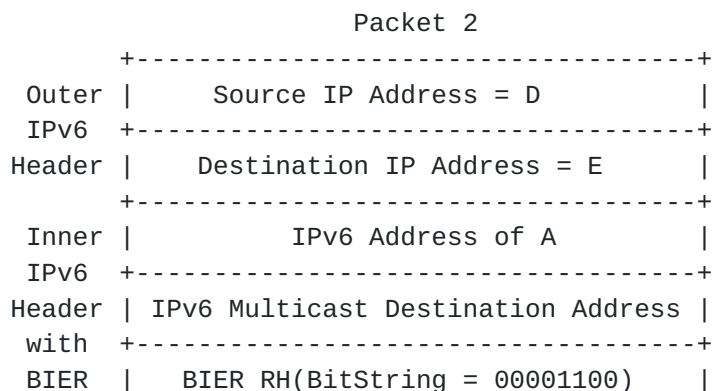 Packet 2
       +-----------------------------------+
 Outer |     Source IP Address = D         |
 IPv6  +-----------------------------------+
Header |    Destination IP Address = E     |
       +-----------------------------------+
 Inner |          IPv6 Address of A        |
 IPv6  +-----------------------------------+
Header | IPv6 Multicast Destination Address |
 with  +-----------------------------------+
 BIER  |   BIER RH(BitString = 00001100)   |